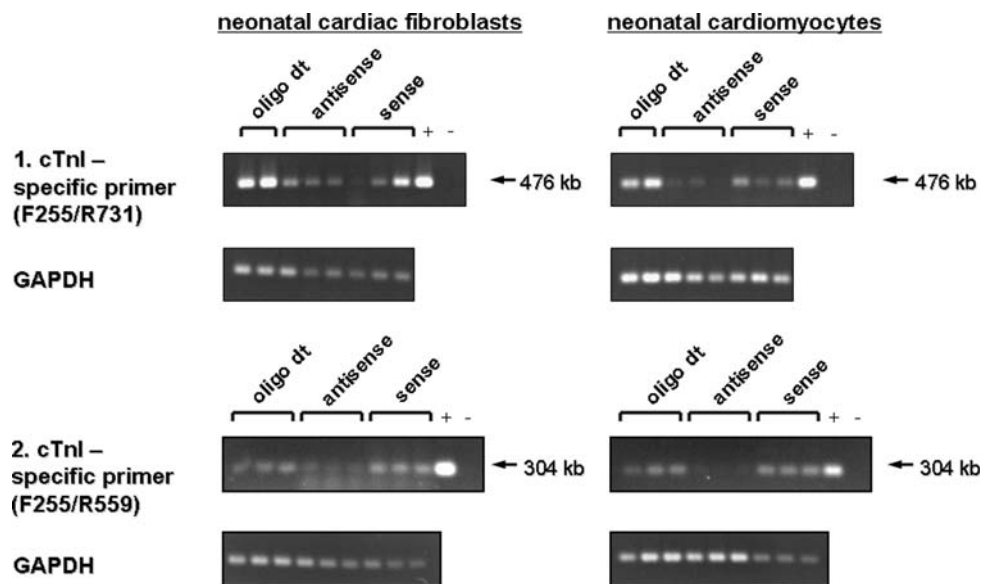 neonatal cardiac fibroblasts neonatal cardiomyocytes
oligo dt antisense sense + - oligo dt antisense sense + -
1. cTnI –
specific primer
(F255/R731)
476 kb 476 kb
GAPDH
oligo dt antisense sense + - oligo dt antisense sense + -
2. cTnI –
specific primer
(F255/R559)
304 kb 304 kb
GAPDH